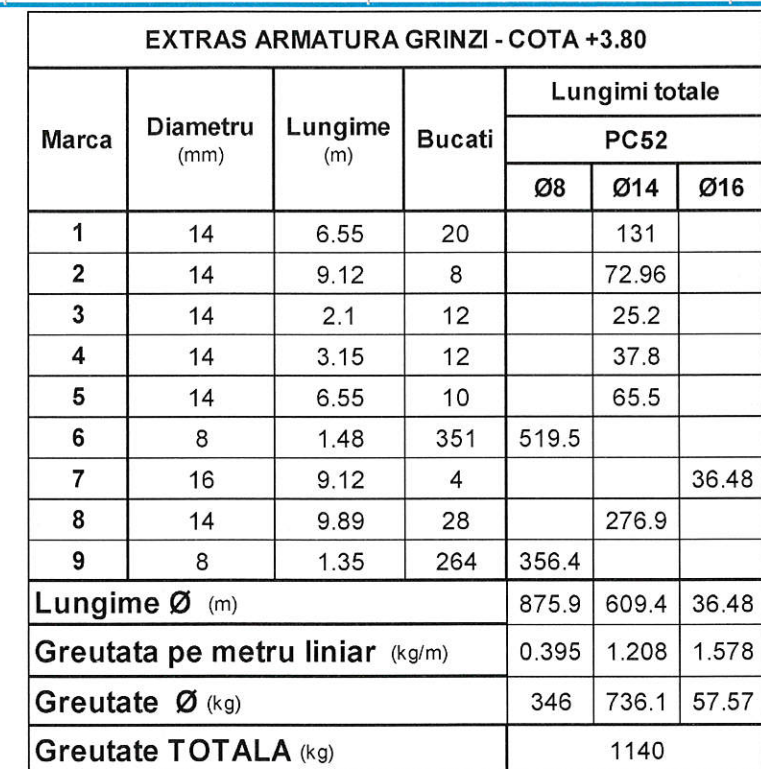 EXTRAS ARMATURA GRINZI - COTA +3.80
Marca Diametru (mm) Lungime (m) Bucati Lungimi totale
PC52
Ø8 Ø14 Ø16
1 14 6.55 20 131
2 14 9.12 8 72.96
3 14 2.1 12 25.2
4 14 3.15 12 37.8
5 14 6.55 10 65.5
6 8 1.48 351 519.5
7 16 9.12 4 36.48
8 14 9.89 28 276.9
9 8 1.35 264 356.4
Lungime Ø (m) 875.9 609.4 36.48
Greutata pe metru liniar (kg/m) 0.395 1.208 1.578
Greutate Ø (kg) 346 736.1 57.57
Greutate TOTALA (kg) 1140